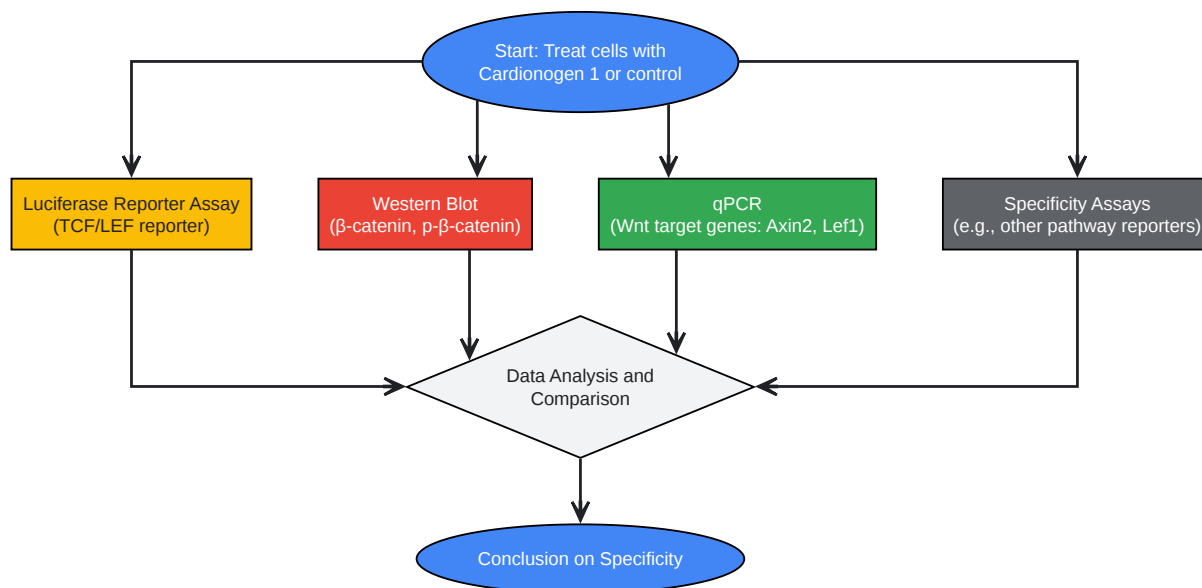 Start: Treat cells with
Cardionogen 1 or control
Luciferase Reporter Assay
(TCF/LEF reporter)
Western Blot
(β-catenin, p-β-catenin)
qPCR
(Wnt target genes: Axin2, Lef1)
Specificity Assays
(e.g., other pathway reporters)
Data Analysis and
Comparison
Conclusion on Specificity